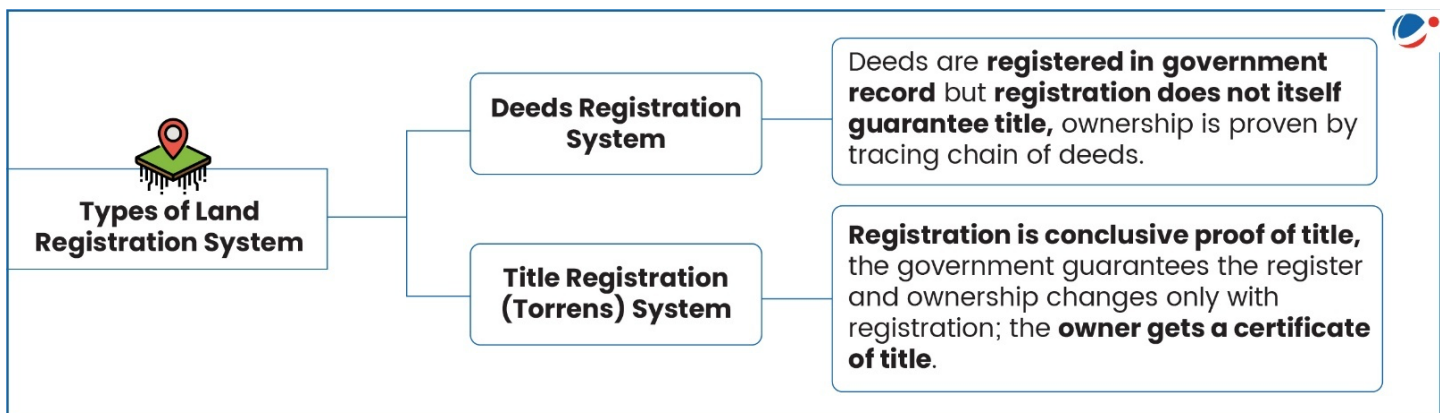 Types of Land
Registration System
Deeds Registration
System
Deeds are registered in government
record but registration does not itself
guarantee title, ownership is proven by
tracing chain of deeds.
Title Registration
(Torrens) System
Registration is conclusive proof of title,
the government guarantees the register
and ownership changes only with
registration; the owner gets a certificate
of title.